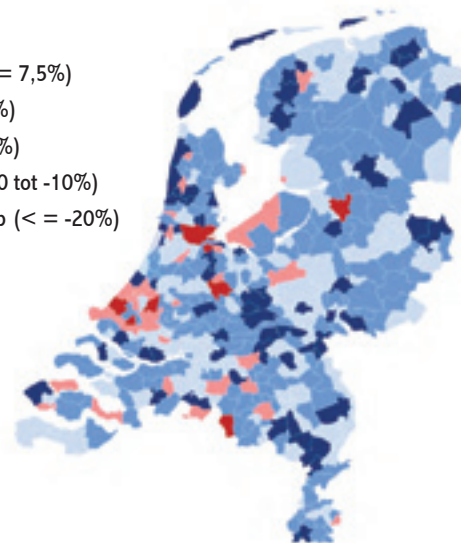 = 7,5%)
%)
%)
0 tot -10%)
p (< = -20%)